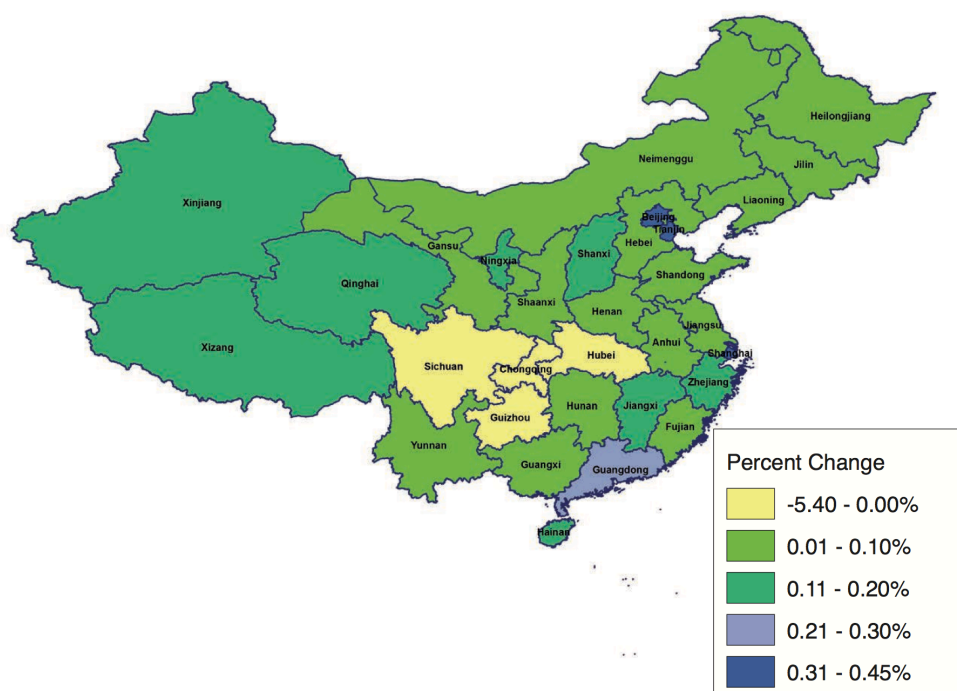 Heilongjiang
Neimenggu
Jilin
Liaoning
Xinjiang
Beijing
Tianjin
Gansu
Hebei
Ningxia
Shanxi
Shandong
Qinghai
Shaanxi
Henan
Jiangsu
Anhui
Shanghai
Xizang
Sichuan
Hubei
Chongqing
Zhejiang
Hunan
Jiangxi
Guizhou
Fujian
Yunnan
Guangxi
Guangdong
Hainan
Percent Change
-5.40 - 0.00%
0.01 - 0.10%
0.11 - 0.20%
0.21 - 0.30%
0.31 - 0.45%